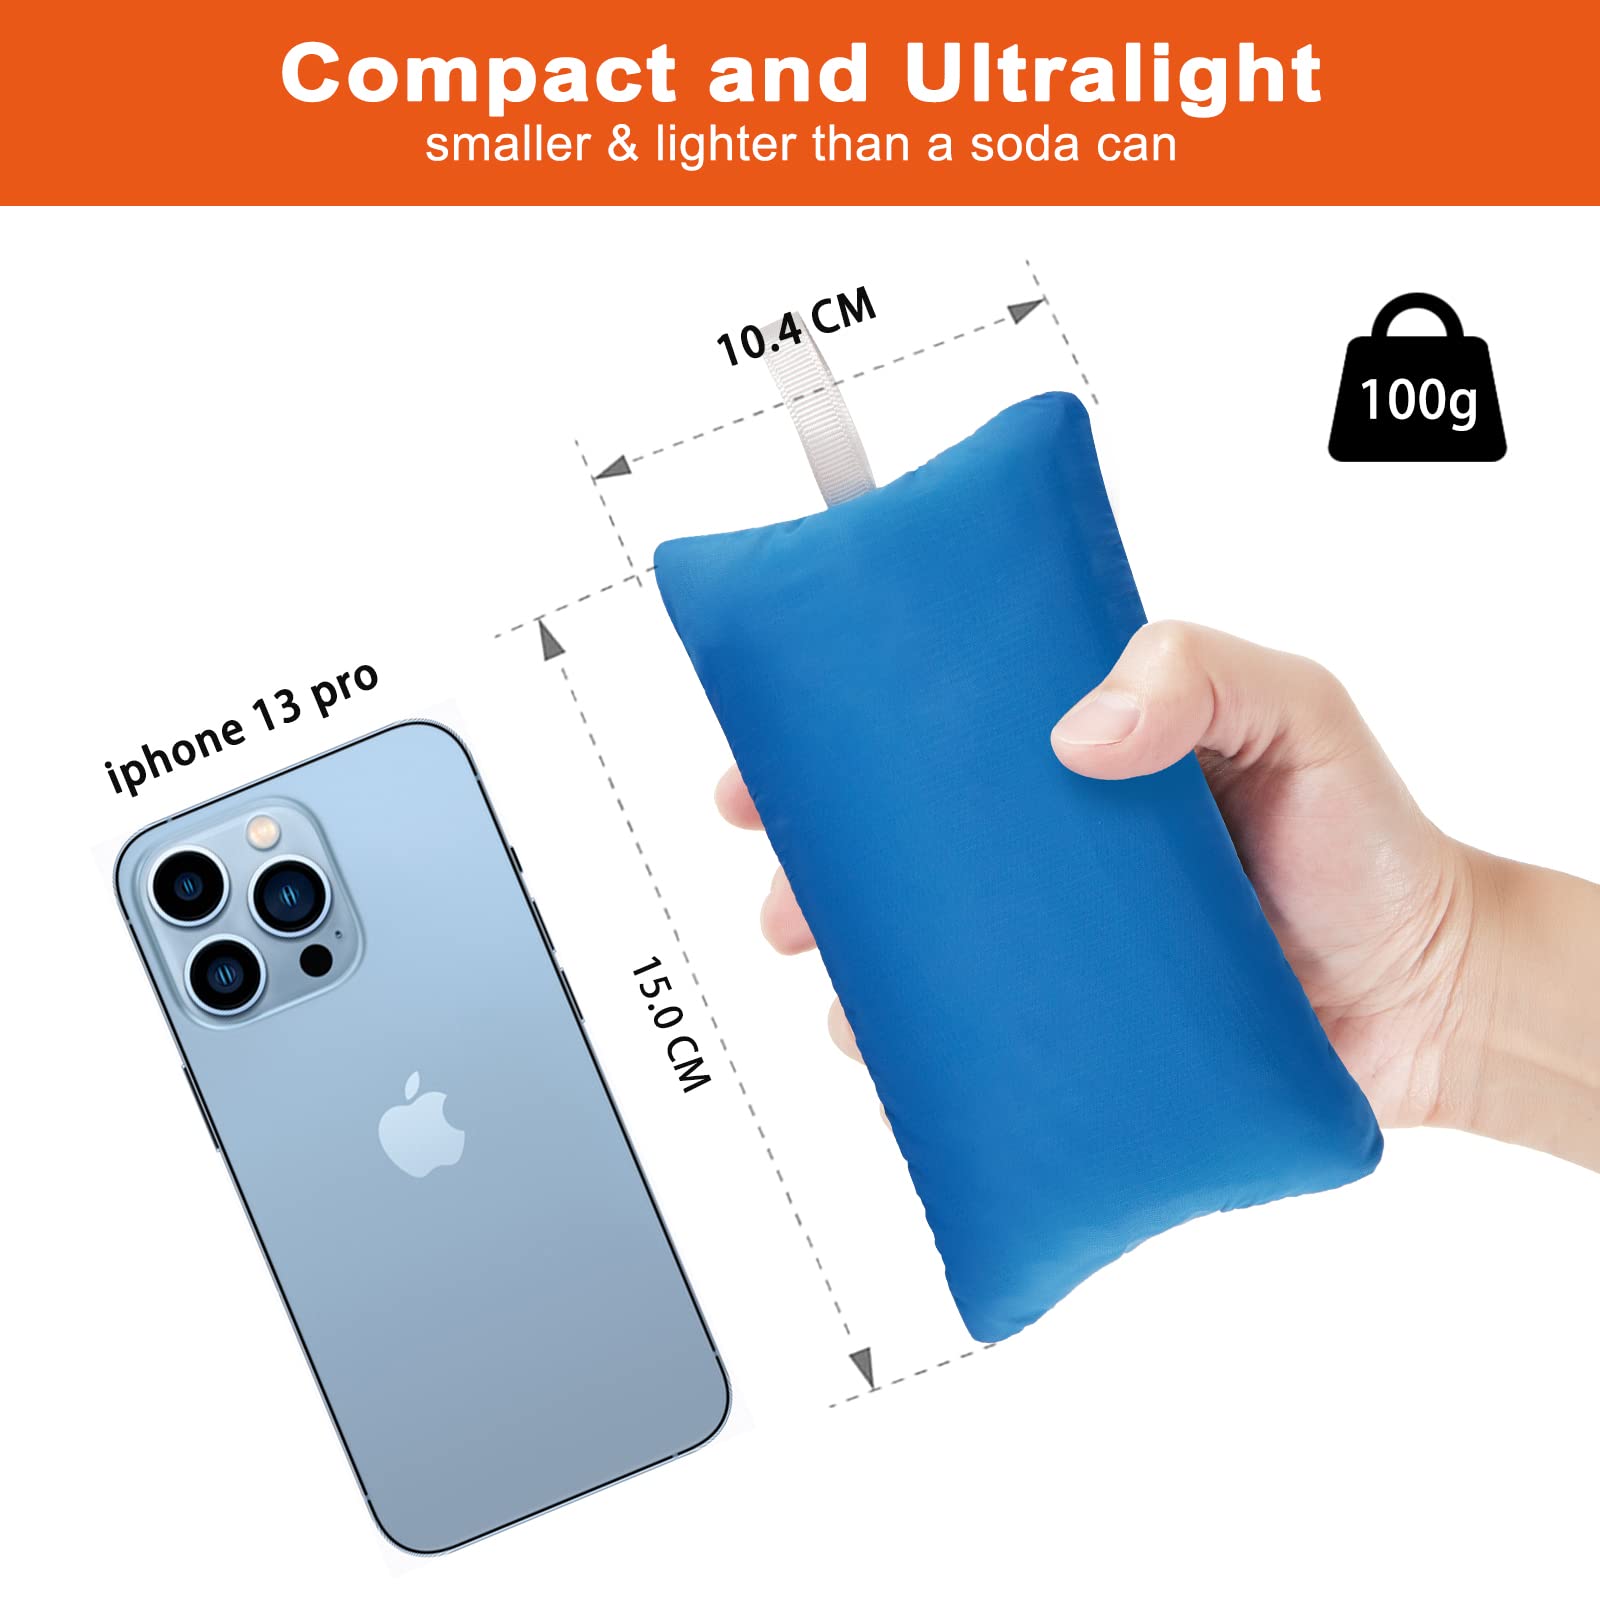 Compact and Ultralight
smaller & lighter than a soda can
10.4 CM
100g
iphone 13 pro
15.0 CM